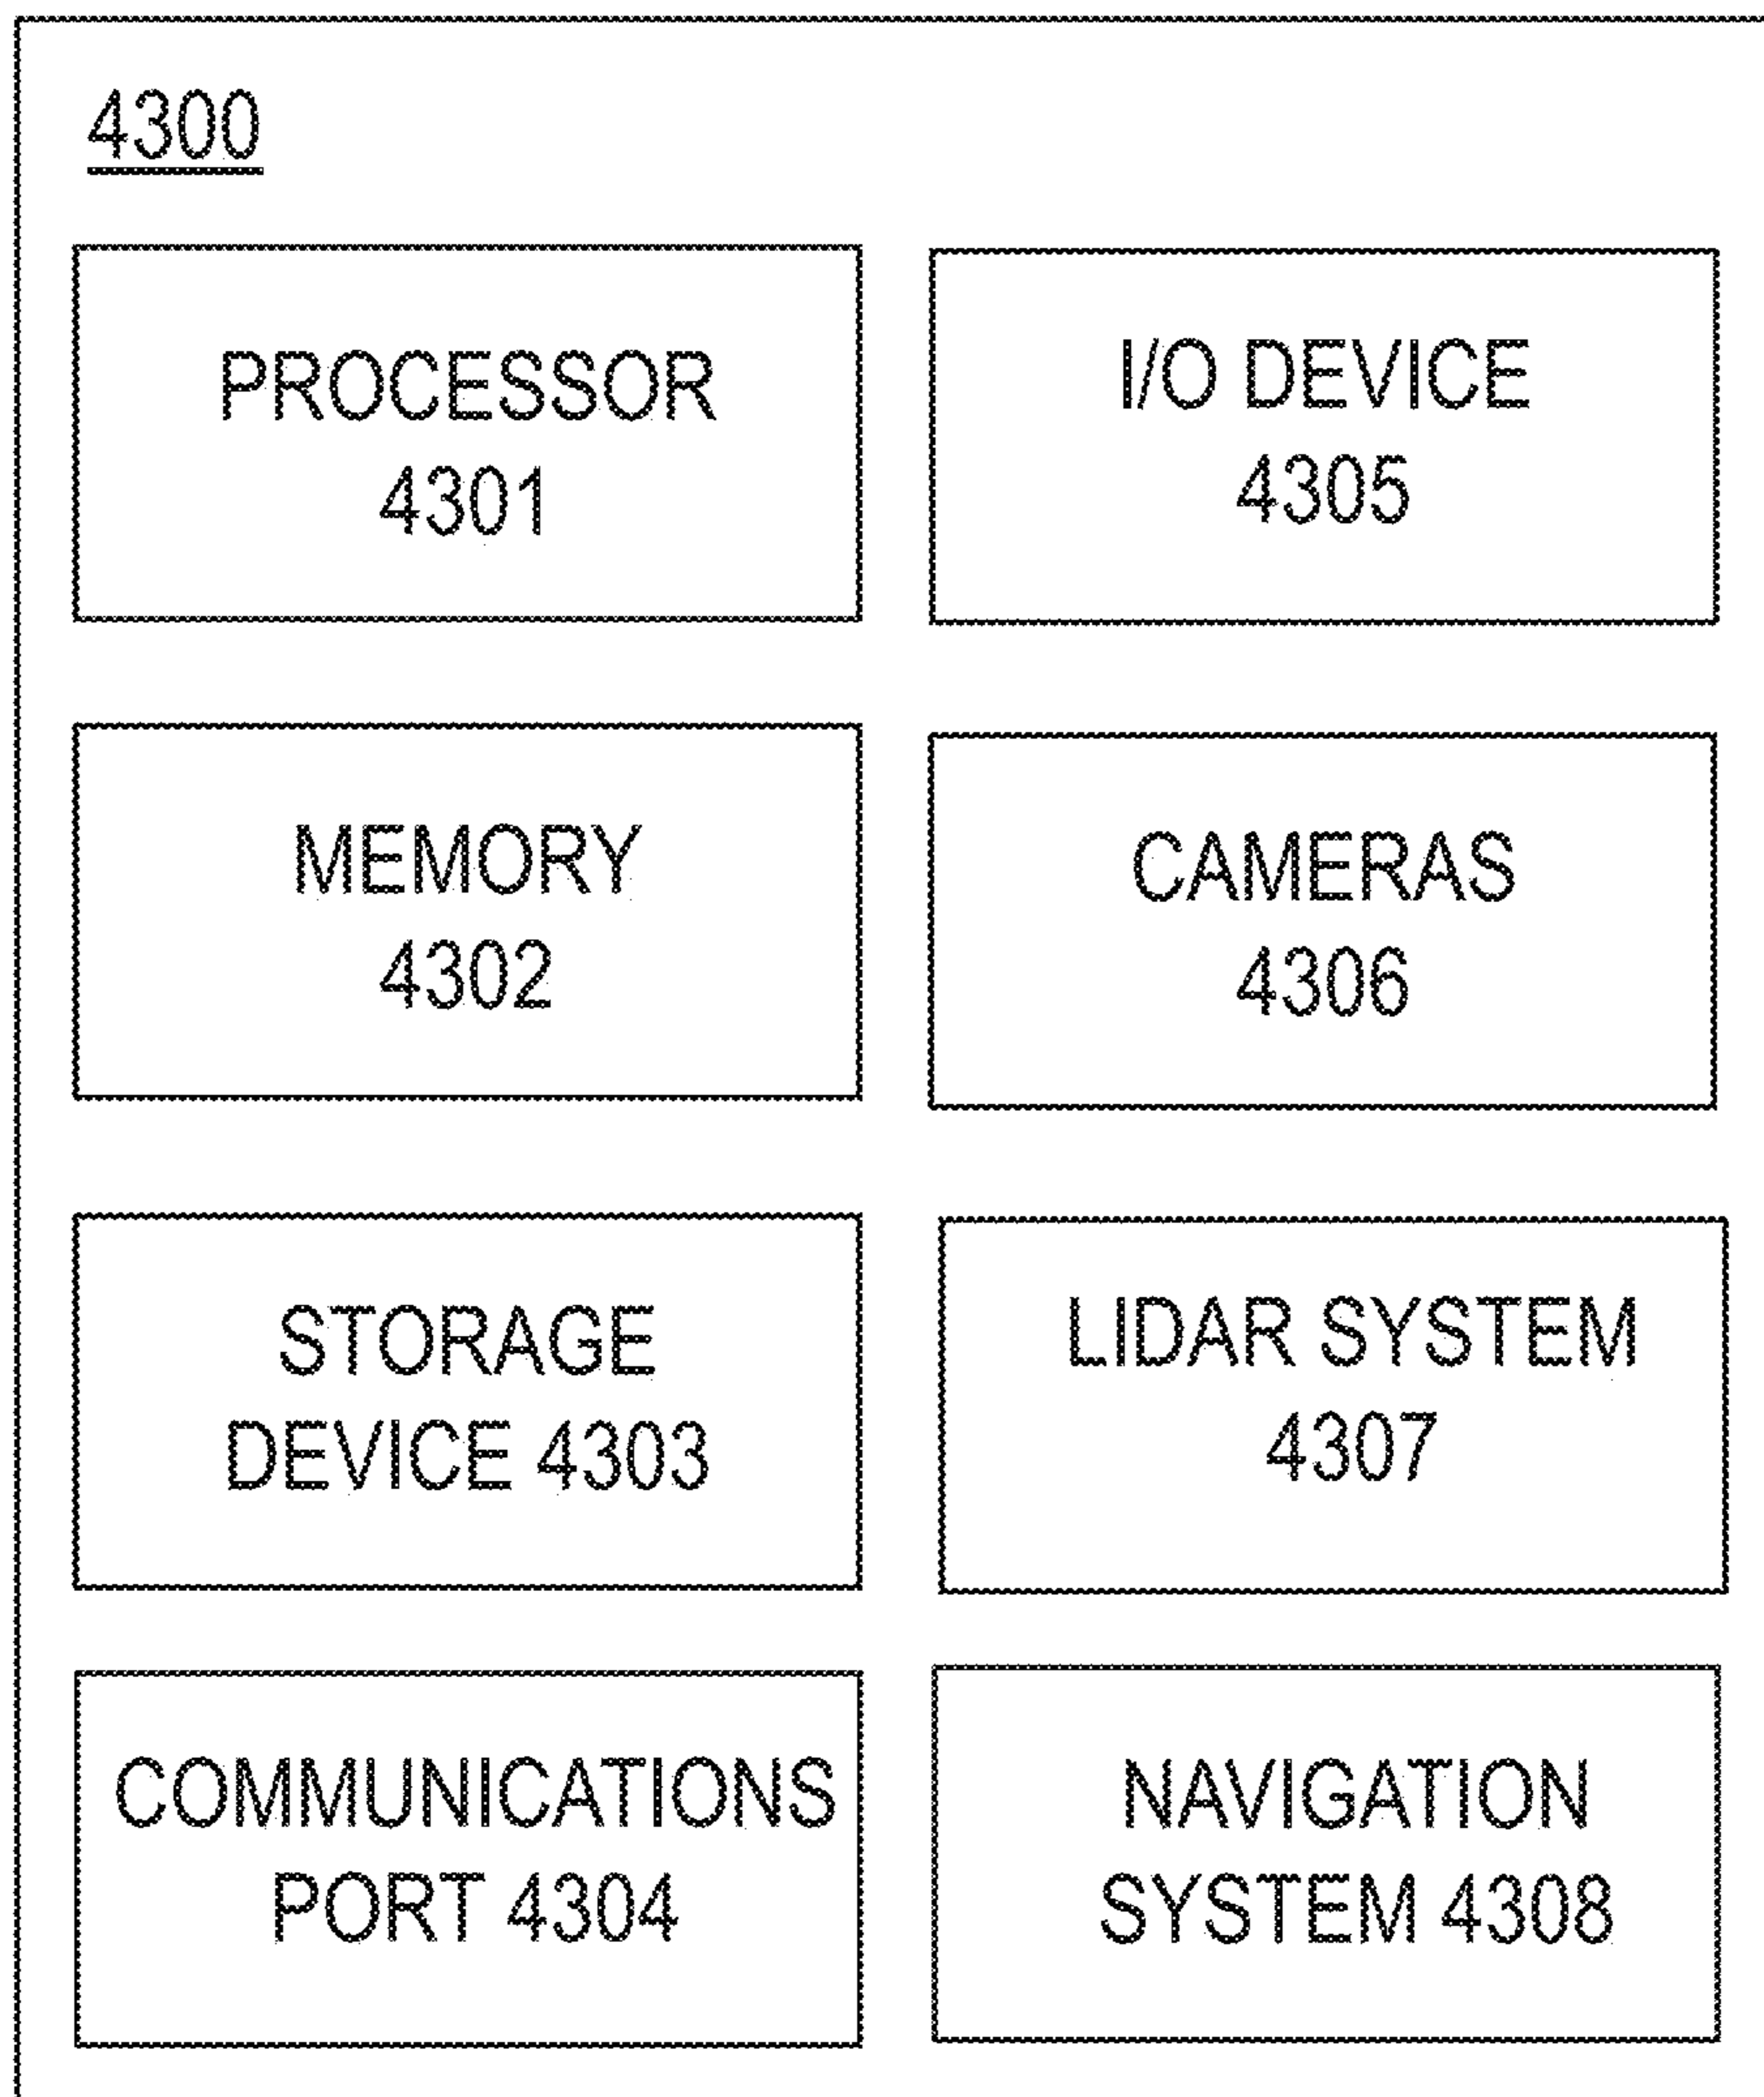 4300
PROCESSOR
4301
I/O DEVICE
4305
MEMORY
4302
CAMERAS
4306
STORAGE
DEVICE 4303
LIDAR SYSTEM
4307
COMMUNICATIONS
PORT 4304
NAVIGATION
SYSTEM 4308